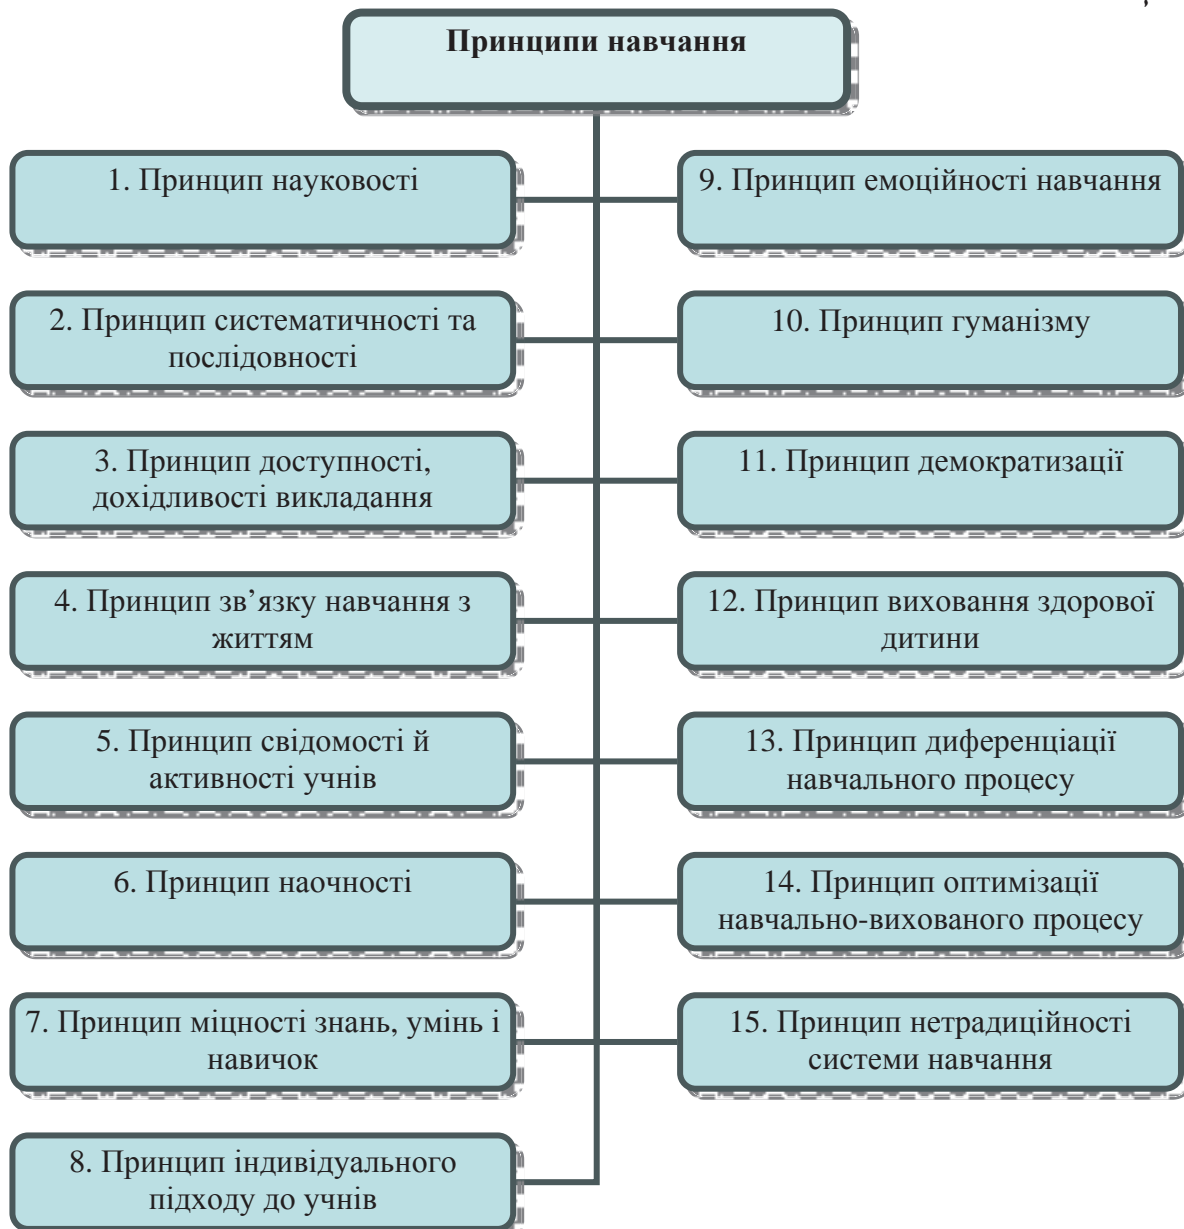 Принципи навчання
1. Принцип науковості
2. Принцип систематичності та
послідовності
3. Принцип доступності,
дохідливості викладання
4. Принцип зв’язку навчання з
життям
5. Принцип свідомості й
активності учнів
6. Принцип наочності
7. Принцип міцності знань, умінь і
навичок
8. Принцип індивідуального
підходу до учнів
9. Принцип емоційності навчання
10. Принцип гуманізму
11. Принцип демократизації
12. Принцип виховання здорової
дитини
13. Принцип диференціації
навчального процесу
14. Принцип оптимізації
навчально-вихованого процесу
15. Принцип нетрадиційності
системи навчання